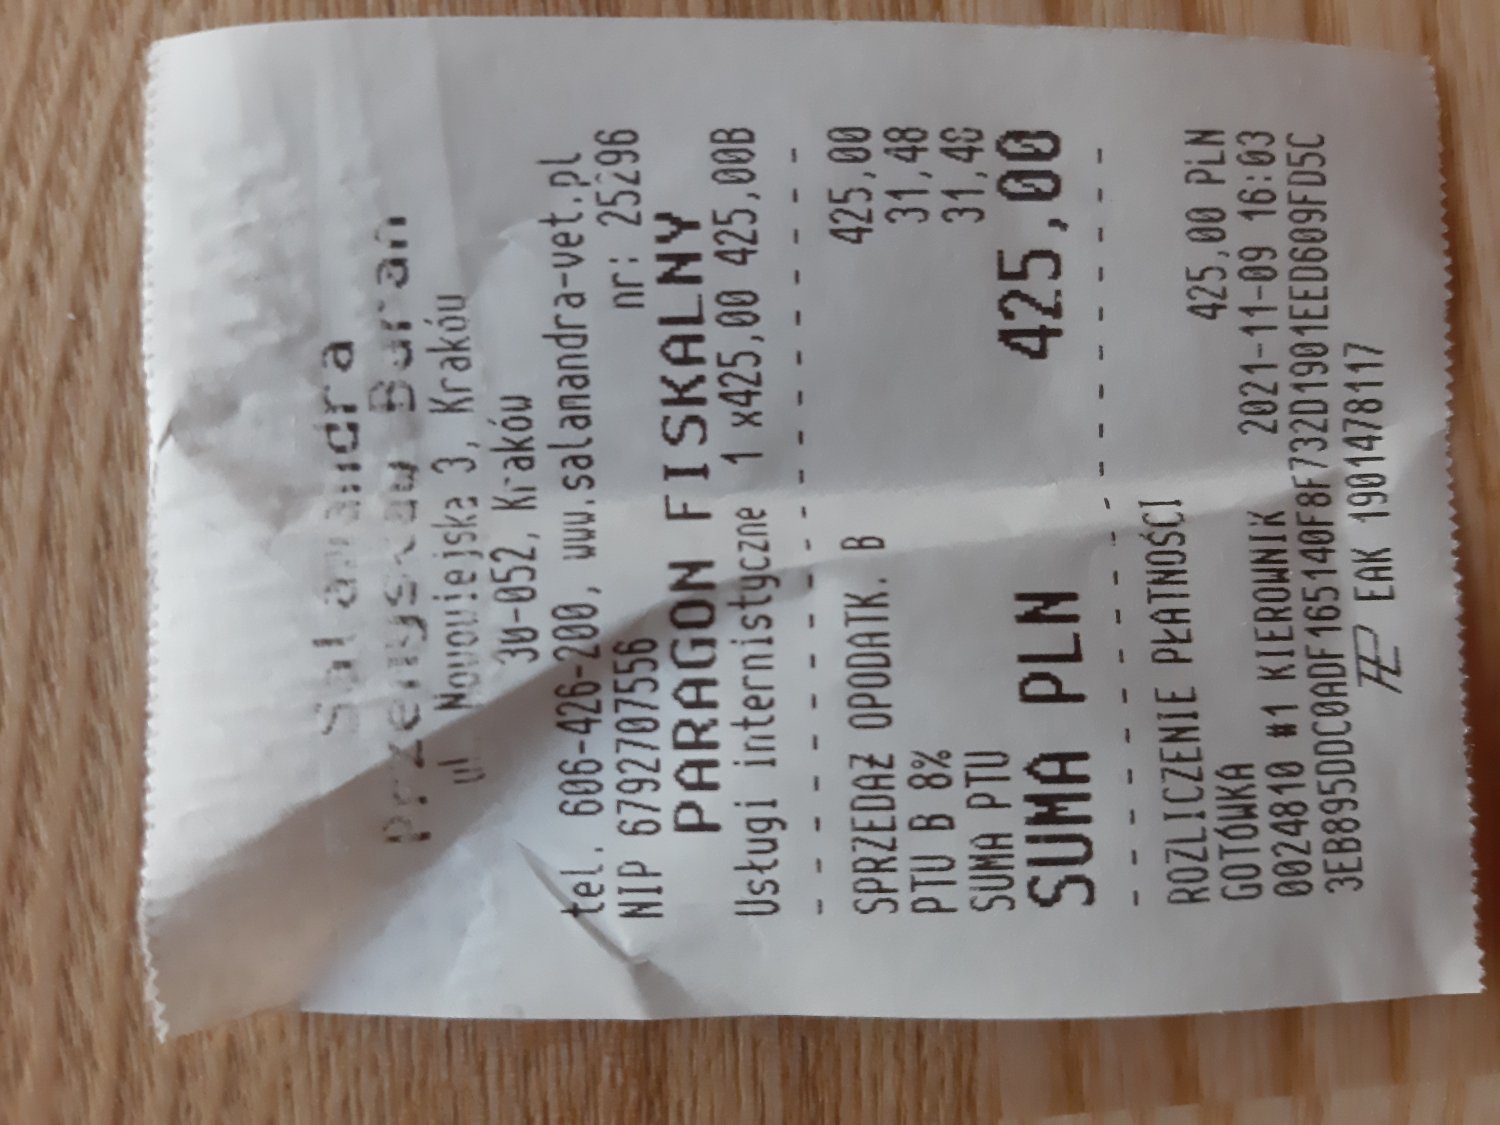 Salamandra
Przemysław Baran
ul Nowowiejska 3, Kraków
30-052, Kraków
tel. 606-426-200, www.salamandra-vet.pl
NIP 6792707556 nr: 25296
PARAGON FISKALNY
Usługi internistyczne 1 x425,00 425,00B
SPRZEDAŻ OPODATK. B 425,00
PTU B 8% 31,48
SUMA PTU 31,48
SUMA PLN 425,00
ROZLICZENIE PŁATNOŚCI
GOTÓWKA 425,00 PLN
0024810 #1 KIEROWNIK 2021-11-09 16:03
3EB895DDC0ADF165140F8F732D1901EED609FD5C
EAK 1901478117